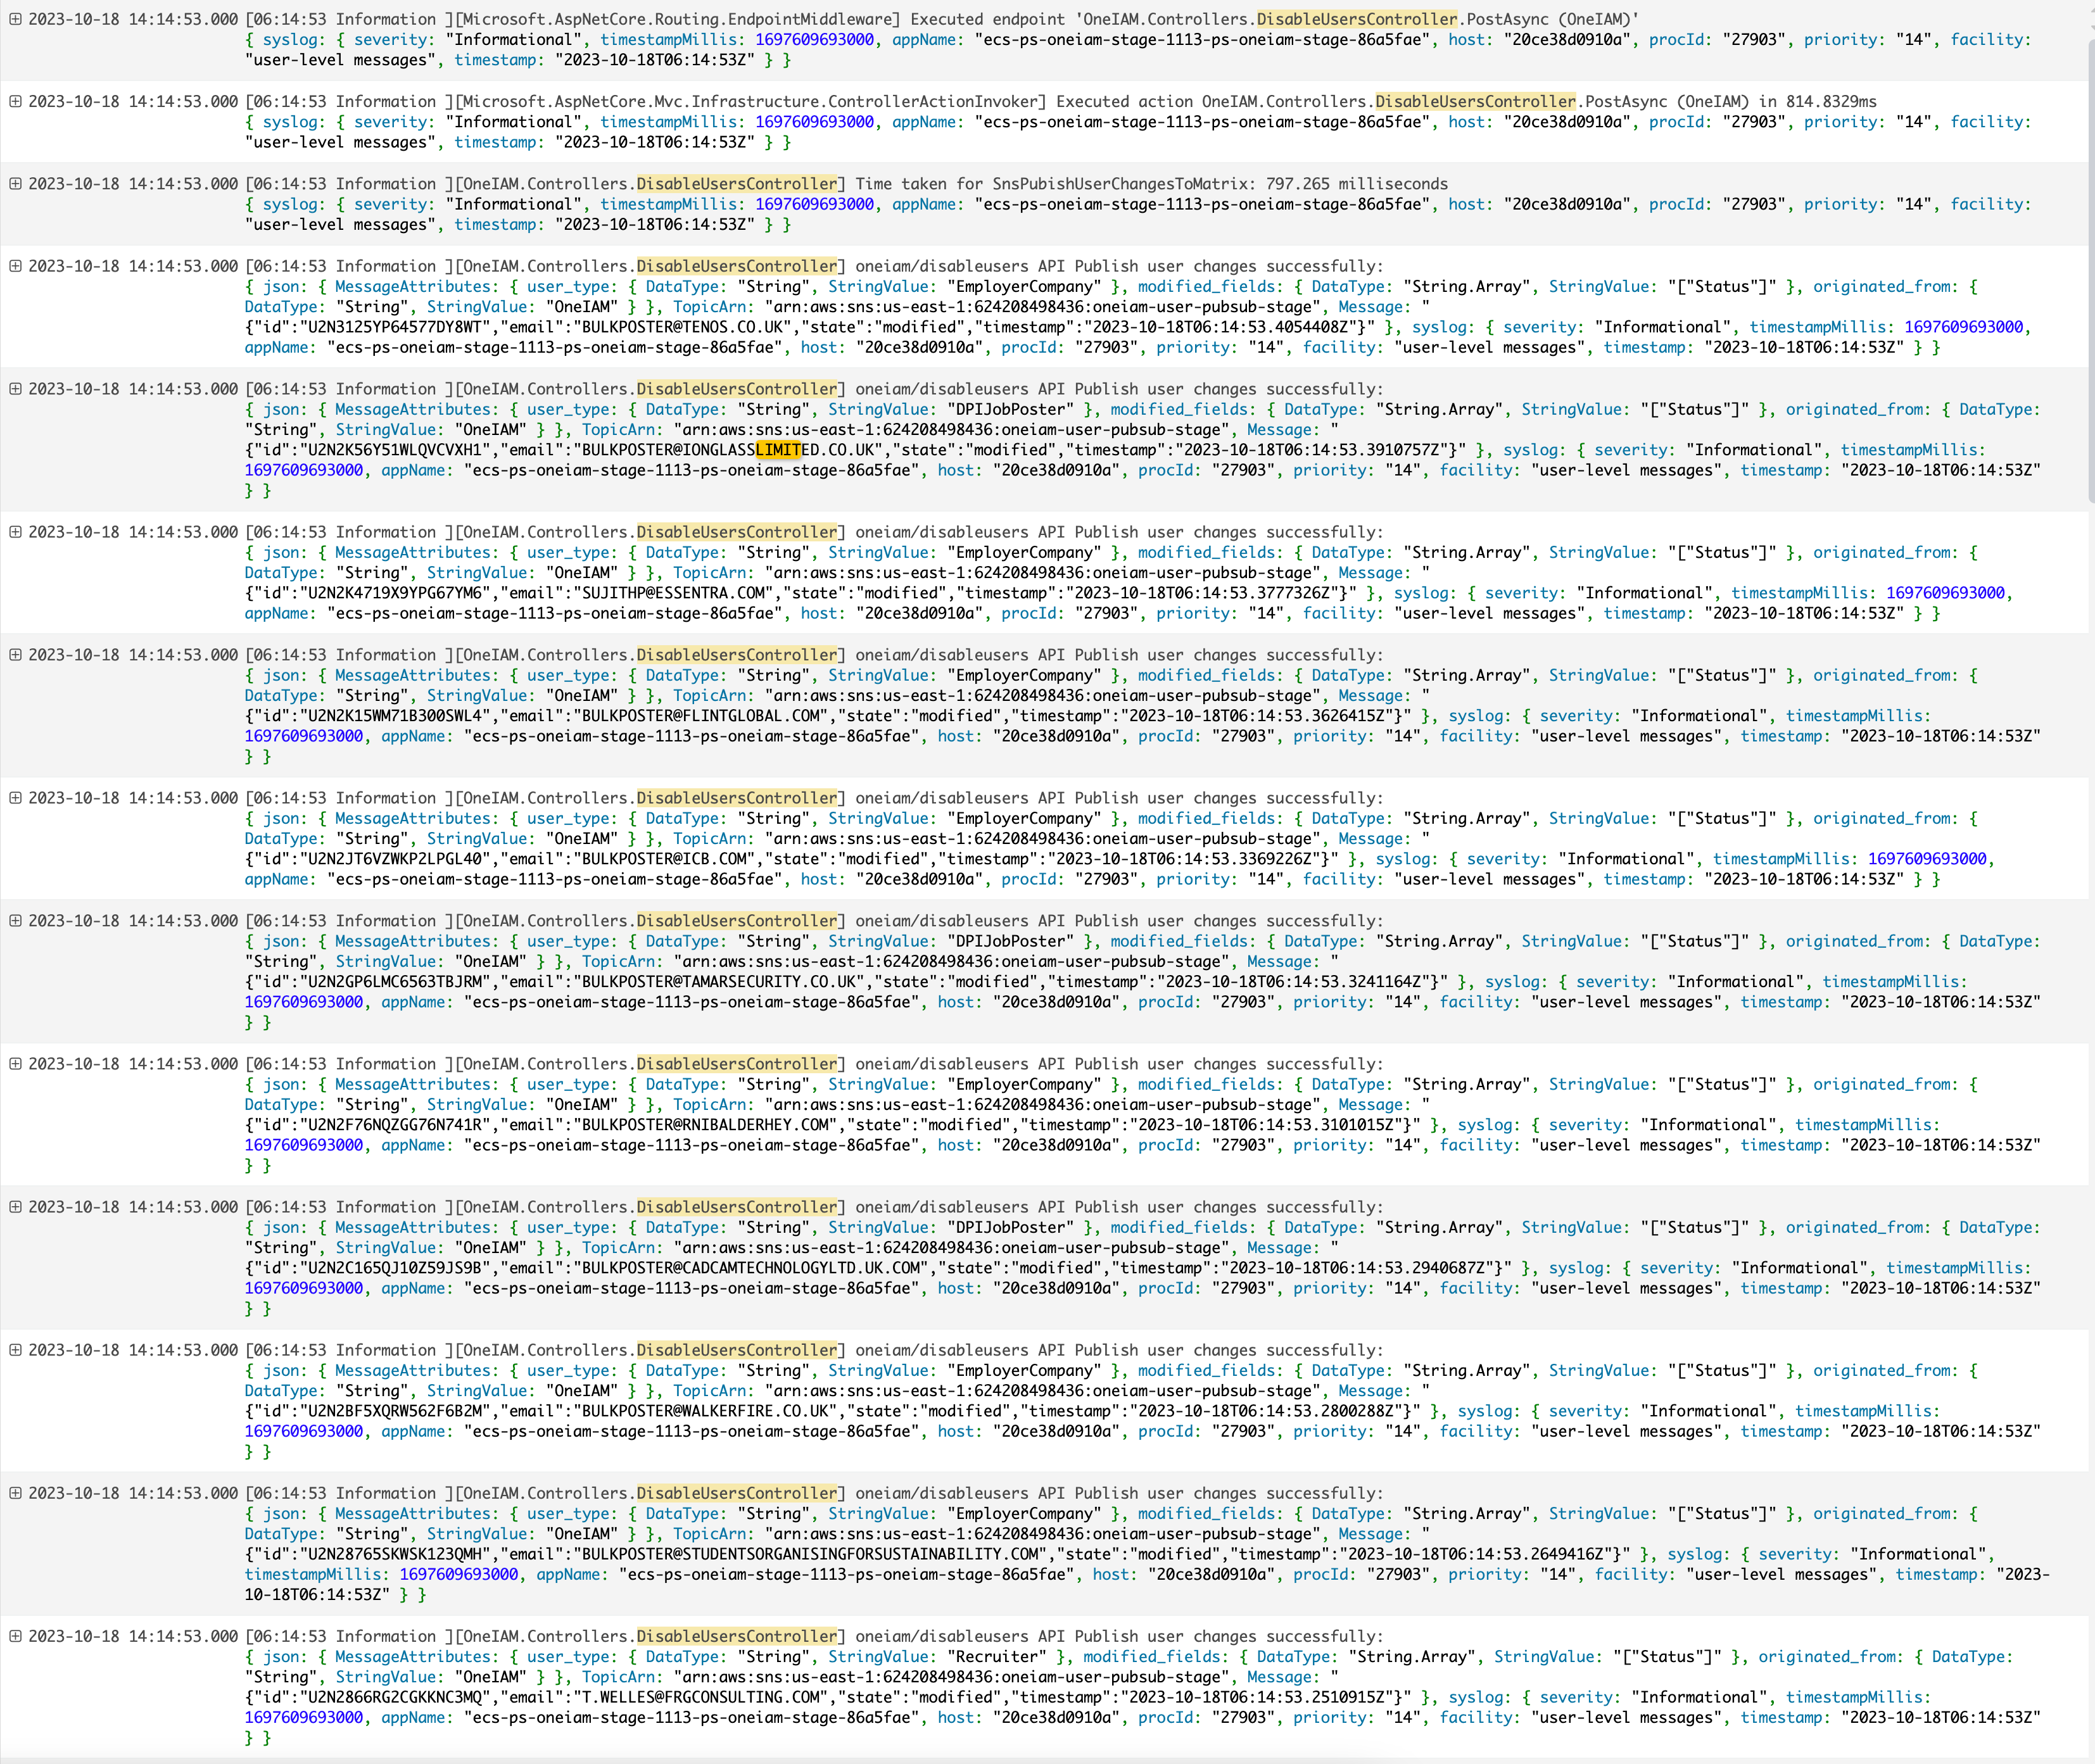 2023-10-18 14:14:53.000 [06:14:53 Information ][Microsoft.AspNetCore.Routing.EndpointMiddleware] Executed endpoint 'OneIAM.Controllers.DisableUsersController.PostAsync (OneIAM)'
{ syslog: { severity: "Informational", timestampMillis: 1697609693000, appName: "ecs-ps-oneiam-stage-1113-ps-oneiam-stage-86a5fae", host: "20ce38d0910a", procId: "27903", priority: "14", facility:
"user-level messages", timestamp: "2023-10-18T06:14:53Z" } }
2023-10-18 14:14:53.000 [06:14:53 Information ][Microsoft.AspNetCore.Mvc.Infrastructure.ControllerActionInvoker] Executed action OneIAM.Controllers.DisableUsersController.PostAsync (OneIAM) in 814.8329ms
{ syslog: { severity: "Informational", timestampMillis: 1697609693000, appName: "ecs-ps-oneiam-stage-1113-ps-oneiam-stage-86a5fae", host: "20ce38d0910a", procId: "27903", priority: "14", facility:
"user-level messages", timestamp: "2023-10-18T06:14:53Z" } }
2023-10-18 14:14:53.000 [06:14:53 Information ][OneIAM.Controllers.DisableUsersController] Time taken for SnsPubishUserChangesToMatrix: 797.265 milliseconds
{ syslog: { severity: "Informational", timestampMillis: 1697609693000, appName: "ecs-ps-oneiam-stage-1113-ps-oneiam-stage-86a5fae", host: "20ce38d0910a", procId: "27903", priority: "14", facility:
"user-level messages", timestamp: "2023-10-18T06:14:53Z" } }
2023-10-18 14:14:53.000 [06:14:53 Information ][OneIAM.Controllers.DisableUsersController] oneiam/disableusers API Publish user changes successfully:
{ json: { MessageAttributes: { user_type: { DataType: "String", StringValue: "EmployerCompany" }, modified_fields: { DataType: "String.Array", StringValue: "["Status"]" }, originated_from: {
DataType: "String", StringValue: "OneIAM" } }, TopicArn: "arn:aws:sns:us-east-1:624208498436:oneiam-user-pubsub-stage", Message: "
{"id":"U2N3125YP64577DY8WT","email":"BULKPOSTER@TENOS.CO.UK","state":"modified","timestamp":"2023-10-18T06:14:53.4054408Z"}" }, syslog: { severity: "Informational", timestampMillis: 1697609693000,
appName: "ecs-ps-oneiam-stage-1113-ps-oneiam-stage-86a5fae", host: "20ce38d0910a", procId: "27903", priority: "14", facility: "user-level messages", timestamp: "2023-10-18T06:14:53Z" } }
2023-10-18 14:14:53.000 [06:14:53 Information ][OneIAM.Controllers.DisableUsersController] oneiam/disableusers API Publish user changes successfully:
{ json: { MessageAttributes: { user_type: { DataType: "String", StringValue: "DPIJobPoster" }, modified_fields: { DataType: "String.Array", StringValue: "["Status"]" }, originated_from: { DataType:
"String", StringValue: "OneIAM" } }, TopicArn: "arn:aws:sns:us-east-1:624208498436:oneiam-user-pubsub-stage", Message: "
{"id":"U2N2K56Y51WLQVCVXH1","email":"BULKPOSTER@IONGLASSLIMITED.CO.UK","state":"modified","timestamp":"2023-10-18T06:14:53.3910757Z"}" }, syslog: { severity: "Informational", timestampMillis:
1697609693000, appName: "ecs-ps-oneiam-stage-1113-ps-oneiam-stage-86a5fae", host: "20ce38d0910a", procId: "27903", priority: "14", facility: "user-level messages", timestamp: "2023-10-18T06:14:53Z"
} }
2023-10-18 14:14:53.000 [06:14:53 Information ][OneIAM.Controllers.DisableUsersController] oneiam/disableusers API Publish user changes successfully:
{ json: { MessageAttributes: { user_type: { DataType: "String", StringValue: "EmployerCompany" }, modified_fields: { DataType: "String.Array", StringValue: "["Status"]" }, originated_from: {
DataType: "String", StringValue: "OneIAM" } }, TopicArn: "arn:aws:sns:us-east-1:624208498436:oneiam-user-pubsub-stage", Message: "
{"id":"U2N2K4719X9YPG67YM6","email":"SUJITHP@ESSENTRA.COM","state":"modified","timestamp":"2023-10-18T06:14:53.3777326Z"}" }, syslog: { severity: "Informational", timestampMillis: 1697609693000,
appName: "ecs-ps-oneiam-stage-1113-ps-oneiam-stage-86a5fae", host: "20ce38d0910a", procId: "27903", priority: "14", facility: "user-level messages", timestamp: "2023-10-18T06:14:53Z" } }
2023-10-18 14:14:53.000 [06:14:53 Information ][OneIAM.Controllers.DisableUsersController] oneiam/disableusers API Publish user changes successfully:
{ json: { MessageAttributes: { user_type: { DataType: "String", StringValue: "EmployerCompany" }, modified_fields: { DataType: "String.Array", StringValue: "["Status"]" }, originated_from: {
DataType: "String", StringValue: "OneIAM" } }, TopicArn: "arn:aws:sns:us-east-1:624208498436:oneiam-user-pubsub-stage", Message: "
{"id":"U2N2K15WM71B300SWL4","email":"BULKPOSTER@FLINTGLOBAL.COM","state":"modified","timestamp":"2023-10-18T06:14:53.3626415Z"}" }, syslog: { severity: "Informational", timestampMillis:
1697609693000, appName: "ecs-ps-oneiam-stage-1113-ps-oneiam-stage-86a5fae", host: "20ce38d0910a", procId: "27903", priority: "14", facility: "user-level messages", timestamp: "2023-10-18T06:14:53Z"
} }
2023-10-18 14:14:53.000 [06:14:53 Information ][OneIAM.Controllers.DisableUsersController] oneiam/disableusers API Publish user changes successfully:
{ json: { MessageAttributes: { user_type: { DataType: "String", StringValue: "EmployerCompany" }, modified_fields: { DataType: "String.Array", StringValue: "["Status"]" }, originated_from: {
DataType: "String", StringValue: "OneIAM" } }, TopicArn: "arn:aws:sns:us-east-1:624208498436:oneiam-user-pubsub-stage", Message: "
{"id":"U2N2JT6VZWKP2LPGL40","email":"BULKPOSTER@ICB.COM","state":"modified","timestamp":"2023-10-18T06:14:53.3369226Z"}" }, syslog: { severity: "Informational", timestampMillis: 1697609693000,
appName: "ecs-ps-oneiam-stage-1113-ps-oneiam-stage-86a5fae", host: "20ce38d0910a", procId: "27903", priority: "14", facility: "user-level messages", timestamp: "2023-10-18T06:14:53Z" } }
2023-10-18 14:14:53.000 [06:14:53 Information ][OneIAM.Controllers.DisableUsersController] oneiam/disableusers API Publish user changes successfully:
{ json: { MessageAttributes: { user_type: { DataType: "String", StringValue: "DPIJobPoster" }, modified_fields: { DataType: "String.Array", StringValue: "["Status"]" }, originated_from: { DataType:
"String", StringValue: "OneIAM" } }, TopicArn: "arn:aws:sns:us-east-1:624208498436:oneiam-user-pubsub-stage", Message: "
{"id":"U2N2GP6LMC6563TBJRM","email":"BULKPOSTER@TAMARSECURITY.CO.UK","state":"modified","timestamp":"2023-10-18T06:14:53.3241164Z"}" }, syslog: { severity: "Informational", timestampMillis:
1697609693000, appName: "ecs-ps-oneiam-stage-1113-ps-oneiam-stage-86a5fae", host: "20ce38d0910a", procId: "27903", priority: "14", facility: "user-level messages", timestamp: "2023-10-18T06:14:53Z"
} }
2023-10-18 14:14:53.000 [06:14:53 Information ][OneIAM.Controllers.DisableUsersController] oneiam/disableusers API Publish user changes successfully:
{ json: { MessageAttributes: { user_type: { DataType: "String", StringValue: "EmployerCompany" }, modified_fields: { DataType: "String.Array", StringValue: "["Status"]" }, originated_from: {
DataType: "String", StringValue: "OneIAM" } }, TopicArn: "arn:aws:sns:us-east-1:624208498436:oneiam-user-pubsub-stage", Message: "
{"id":"U2N2F76NQZGG76N741R","email":"BULKPOSTER@RNIBALDERHEY.COM","state":"modified","timestamp":"2023-10-18T06:14:53.3101015Z"}" }, syslog: { severity: "Informational", timestampMillis:
1697609693000, appName: "ecs-ps-oneiam-stage-1113-ps-oneiam-stage-86a5fae", host: "20ce38d0910a", procId: "27903", priority: "14", facility: "user-level messages", timestamp: "2023-10-18T06:14:53Z"
} }
2023-10-18 14:14:53.000 [06:14:53 Information ][OneIAM.Controllers.DisableUsersController] oneiam/disableusers API Publish user changes successfully:
{ json: { MessageAttributes: { user_type: { DataType: "String", StringValue: "DPIJobPoster" }, modified_fields: { DataType: "String.Array", StringValue: "["Status"]" }, originated_from: { DataType:
"String", StringValue: "OneIAM" } }, TopicArn: "arn:aws:sns:us-east-1:624208498436:oneiam-user-pubsub-stage", Message: "
{"id":"U2N2C165QJ10Z59JS9B","email":"BULKPOSTER@CADCAMTECHNOLOGYLTD.UK.COM","state":"modified","timestamp":"2023-10-18T06:14:53.2940687Z"}" }, syslog: { severity: "Informational", timestampMillis:
1697609693000, appName: "ecs-ps-oneiam-stage-1113-ps-oneiam-stage-86a5fae", host: "20ce38d0910a", procId: "27903", priority: "14", facility: "user-level messages", timestamp: "2023-10-18T06:14:53Z"
} }
2023-10-18 14:14:53.000 [06:14:53 Information ][OneIAM.Controllers.DisableUsersController] oneiam/disableusers API Publish user changes successfully:
{ json: { MessageAttributes: { user_type: { DataType: "String", StringValue: "EmployerCompany" }, modified_fields: { DataType: "String.Array", StringValue: "["Status"]" }, originated_from: {
DataType: "String", StringValue: "OneIAM" } }, TopicArn: "arn:aws:sns:us-east-1:624208498436:oneiam-user-pubsub-stage", Message: "
{"id":"U2N2BF5XQRW562F6B2M","email":"BULKPOSTER@WALKERFIRE.CO.UK","state":"modified","timestamp":"2023-10-18T06:14:53.2800288Z"}" }, syslog: { severity: "Informational", timestampMillis:
1697609693000, appName: "ecs-ps-oneiam-stage-1113-ps-oneiam-stage-86a5fae", host: "20ce38d0910a", procId: "27903", priority: "14", facility: "user-level messages", timestamp: "2023-10-18T06:14:53Z"
} }
2023-10-18 14:14:53.000 [06:14:53 Information ][OneIAM.Controllers.DisableUsersController] oneiam/disableusers API Publish user changes successfully:
{ json: { MessageAttributes: { user_type: { DataType: "String", StringValue: "EmployerCompany" }, modified_fields: { DataType: "String.Array", StringValue: "["Status"]" }, originated_from: {
DataType: "String", StringValue: "OneIAM" } }, TopicArn: "arn:aws:sns:us-east-1:624208498436:oneiam-user-pubsub-stage", Message: "
{"id":"U2N28765SKWSK123QMH","email":"BULKPOSTER@STUDENTSORGANISINGFORSUSTAINABILITY.COM","state":"modified","timestamp":"2023-10-18T06:14:53.2649416Z"}" }, syslog: { severity: "Informational",
timestampMillis: 1697609693000, appName: "ecs-ps-oneiam-stage-1113-ps-oneiam-stage-86a5fae", host: "20ce38d0910a", procId: "27903", priority: "14", facility: "user-level messages", timestamp: "2023-
10-18T06:14:53Z" } }
2023-10-18 14:14:53.000 [06:14:53 Information ][OneIAM.Controllers.DisableUsersController] oneiam/disableusers API Publish user changes successfully:
{ json: { MessageAttributes: { user_type: { DataType: "String", StringValue: "Recruiter" }, modified_fields: { DataType: "String.Array", StringValue: "["Status"]" }, originated_from: { DataType:
"String", StringValue: "OneIAM" } }, TopicArn: "arn:aws:sns:us-east-1:624208498436:oneiam-user-pubsub-stage", Message: "
{"id":"U2N2866RG2CGKKNC3MQ","email":"T.WELLES@FRGCONSULTING.COM","state":"modified","timestamp":"2023-10-18T06:14:53.2510915Z"}" }, syslog: { severity: "Informational", timestampMillis:
1697609693000, appName: "ecs-ps-oneiam-stage-1113-ps-oneiam-stage-86a5fae", host: "20ce38d0910a", procId: "27903", priority: "14", facility: "user-level messages", timestamp: "2023-10-18T06:14:53Z"
} }